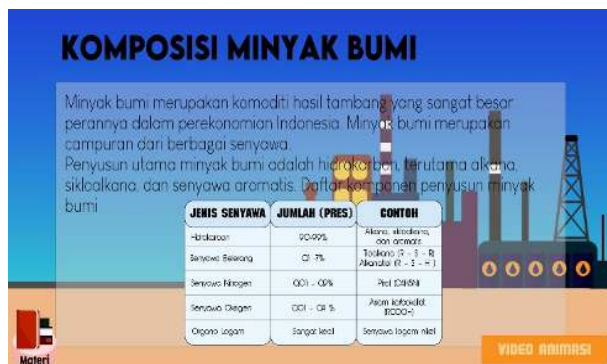 KOMPOSISI MINYAK BUMI
Minyak bumi merupakan komoditi hasil tambang yang sangat besar
perannya dalam perekonomian Indonesia. Minyak bumi merupakan
campuran dari berbagai senyawa.
Penyusun utama minyak bumi adalah hidrokarbon, terutama alkana,
sikloalkana, dan senyawa aromatis. Daftar komponen penyusun minyak
bumi
JENIS SENYAWA JUMLAH (PRES) CONTOH
Hidrokarbon 90-99% Alkana, sikloalkana, dan aromatis
Senyawa Belerang Tioalkana (R - S - R) Alkanatiol (R - S - H)
Senyawa Nitrogen Pirol
Senyawa Oksigen Asam karboksilat
Organo Logam Sangat kecil Senyawa logam nikel
Materi
VIDEO ANIMASI